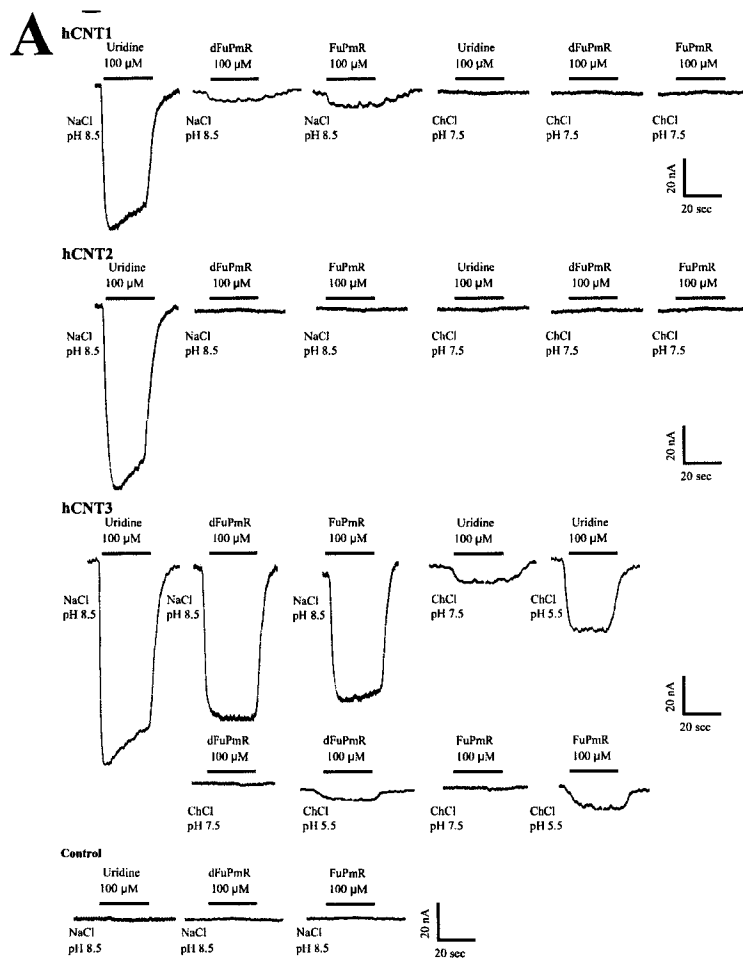 A
hCNT1
Uridine dFuPmR FuPmR Uridine dFuPmR FuPmR
100 µM 100 µM 100 µM 100 µM 100 µM 100 µM
NaCl NaCl NaCl ChCl ChCl ChCl
pH 8.5 pH 8.5 pH 8.5 pH 7.5 pH 7.5 pH 7.5
20 nA
20 sec
hCNT2
Uridine dFuPmR FuPmR Uridine dFuPmR FuPmR
100 µM 100 µM 100 µM 100 µM 100 µM 100 µM
NaCl NaCl NaCl ChCl ChCl ChCl
pH 8.5 pH 8.5 pH 8.5 pH 7.5 pH 7.5 pH 7.5
20 nA
20 sec
hCNT3
Uridine dFuPmR FuPmR Uridine Uridine
100 µM 100 µM 100 µM 100 µM 100 µM
NaCl NaCl NaCl ChCl ChCl
pH 8.5 pH 8.5 pH 8.5 pH 7.5 pH 5.5
20 nA
20 sec
dFuPmR dFuPmR FuPmR FuPmR
100 µM 100 µM 100 µM 100 µM
ChCl ChCl ChCl ChCl
pH 7.5 pH 5.5 pH 7.5 pH 5.5
Control
Uridine dFuPmR FuPmR
100 µM 100 µM 100 µM
NaCl NaCl NaCl
pH 8.5 pH 8.5 pH 8.5
20 nA
20 sec